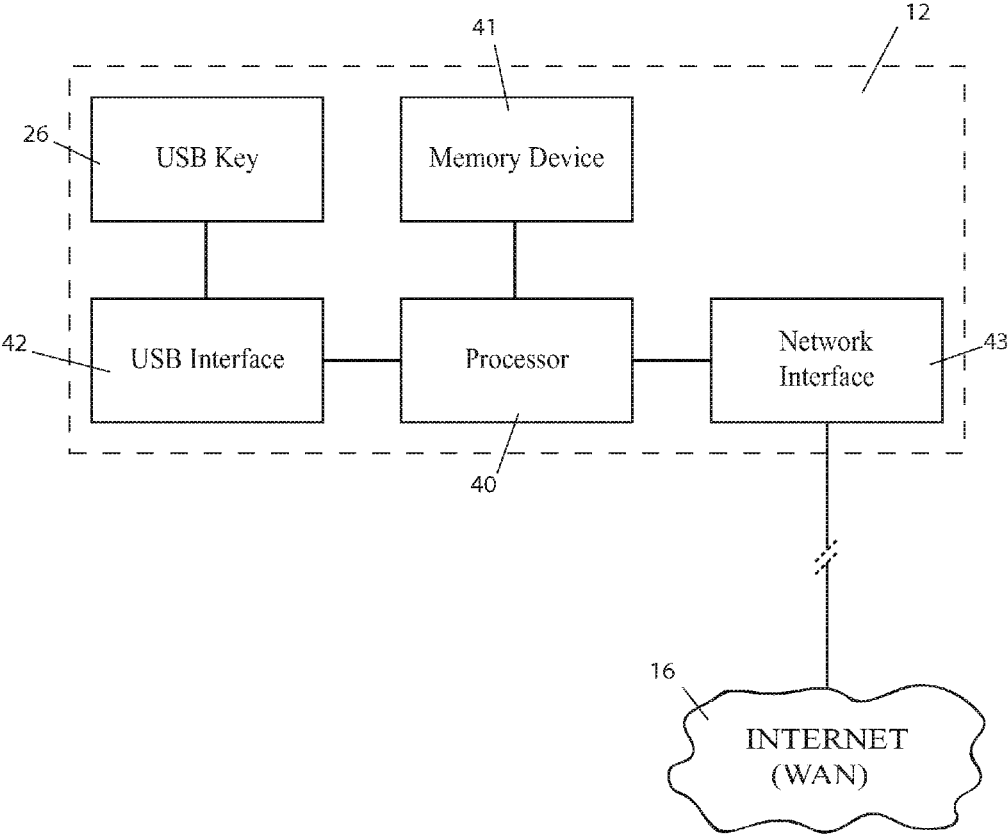 41
12
26
USB Key
Memory Device
42
USB Interface
Processor
Network
Interface
43
40
16
INTERNET
(WAN)